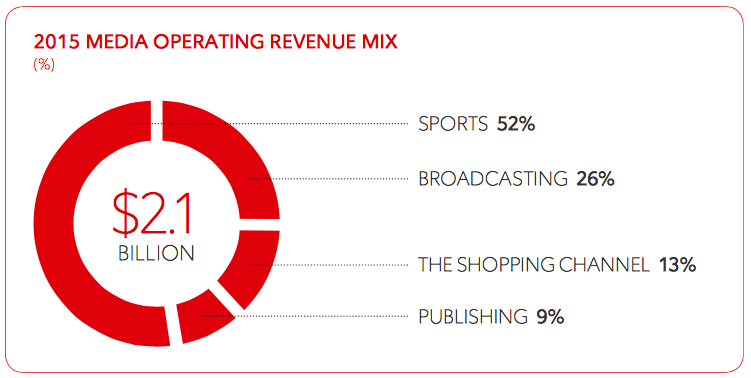 2015 MEDIA OPERATING REVENUE MIX
(%)
SPORTS 52%
BROADCASTING 26%
$2.1
BILLION
THE SHOPPING CHANNEL 13%
PUBLISHING 9%